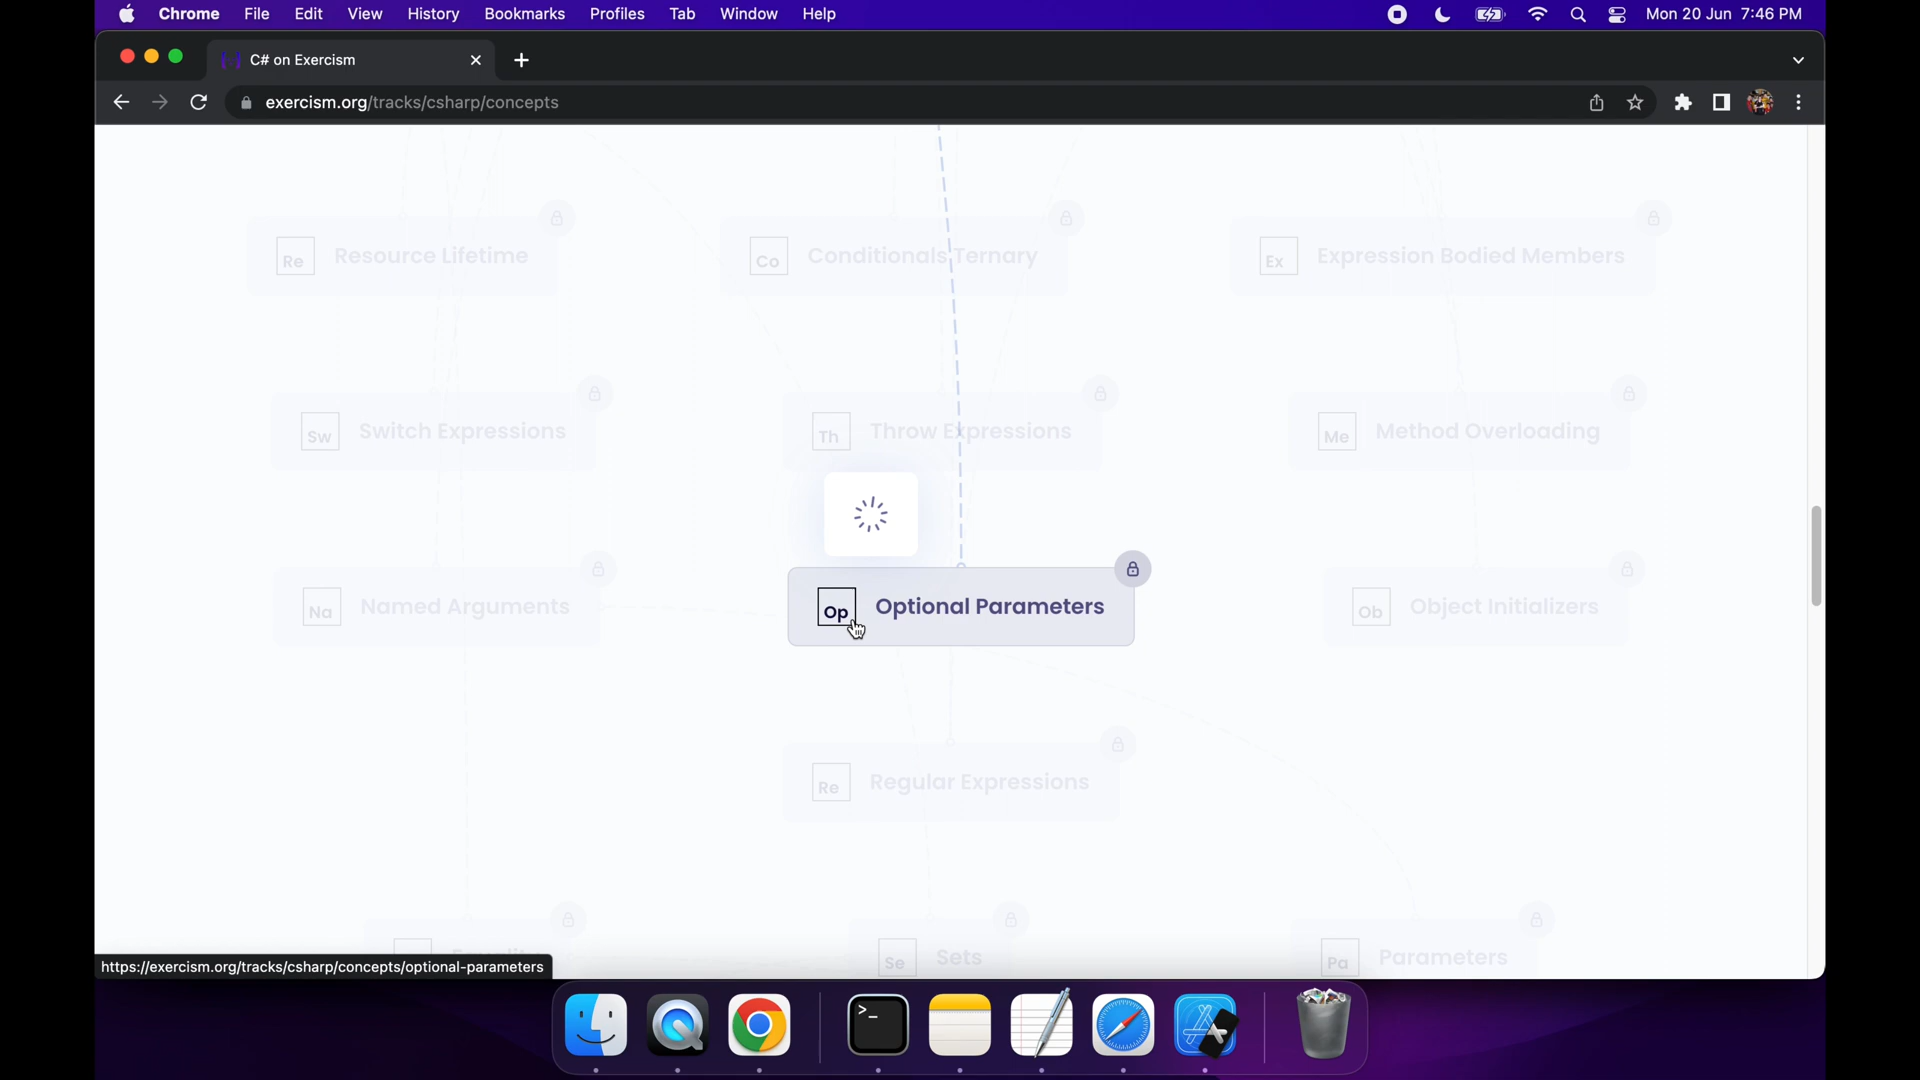 Chrome File Edit View History Bookmarks Profiles Tab Window Help Mon 20 Jun 7:46 PM
C# on Exercism
exercism.org/tracks/csharp/concepts
Re Resource Lifetime
Co Conditionals Ternary
Ex Expression Bodied Members
Sw Switch Expressions
Th Throw Expressions
Me Method Overloading
Na Named Arguments
Op Optional Parameters
Ob Object Initializers
Re Regular Expressions
Se Sets
Pa Parameters
https://exercism.org/tracks/csharp/concepts/optional-parameters